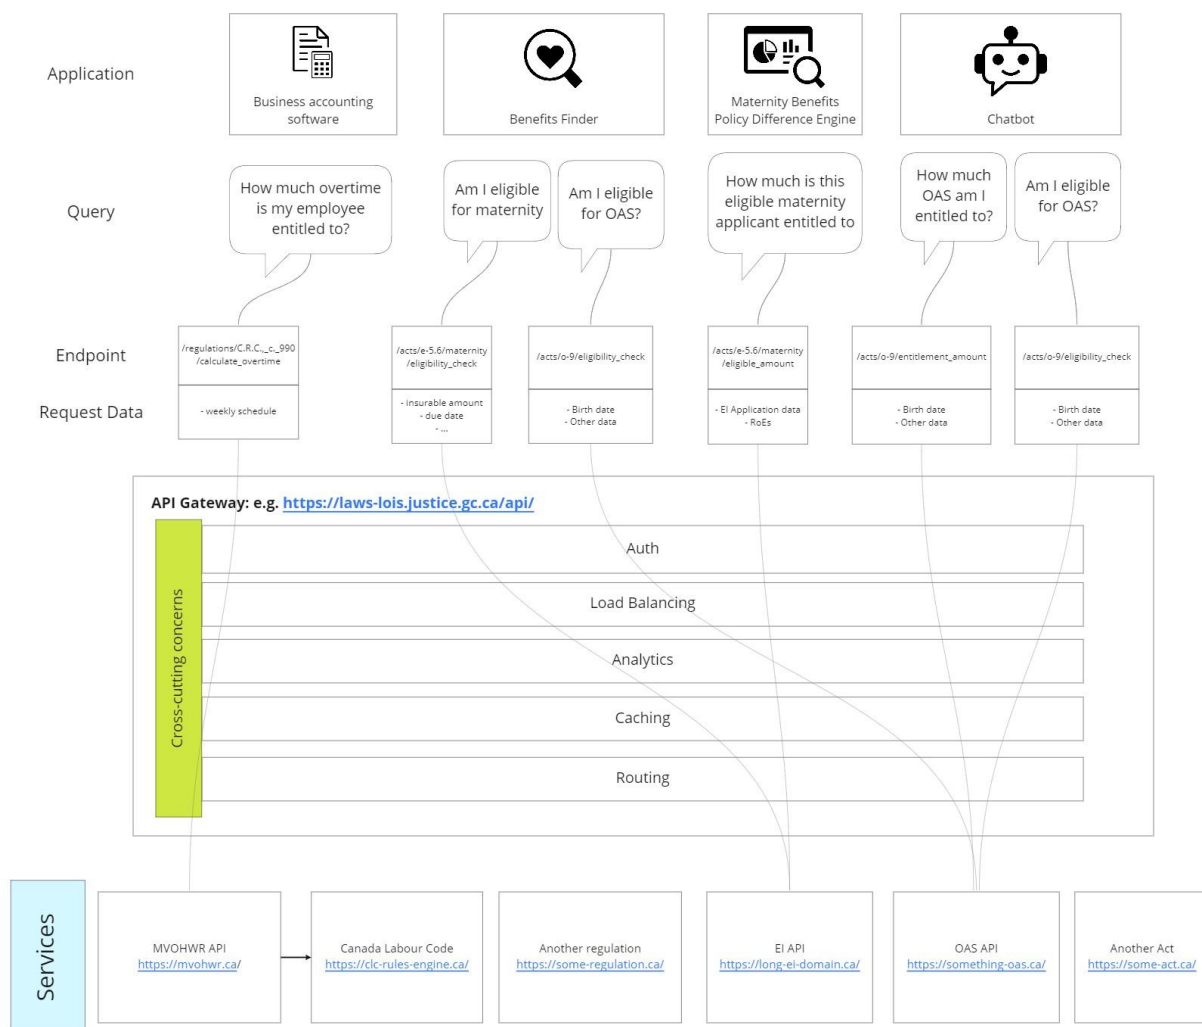 Application
Business accounting
software
Benefits Finder
Maternity Benefits
Policy Difference Engine
Chatbot
Query
How much overtime
is my employee
entitled to?
Am I eligible
for maternity
Am I eligible
for OAS?
How much is this
eligible maternity
applicant entitled to
How much
OAS am I
entitled to?
Am I eligible
for OAS?
Endpoint
/regulations/C.R.C.,_c._990
/calculate_overtime
/acts/e-5.6/maternity
/eligibility_check
/acts/o-9/eligibility_check
/acts/e-5.6/maternity
/eligible_amount
/acts/o-9/entitlement_amount
/acts/o-9/eligibility_check
Request Data
- weekly schedule
- insurable amount
- due date
- ...
- Birth date
- Other data
- EI Application data
- RoEs
- Birth date
- Other data
- Birth date
- Other data
API Gateway: e.g. https://laws-lois.justice.gc.ca/api/
Cross-cutting concerns
Auth
Load Balancing
Analytics
Caching
Routing
Services
MVOHWR API
https://mvohwr.ca/
Canada Labour Code
https://clc-rules-engine.ca/
Another regulation
https://some-regulation.ca/
EI API
https://long-ei-domain.ca/
OAS API
https://something-oas.ca/
Another Act
https://some-act.ca/